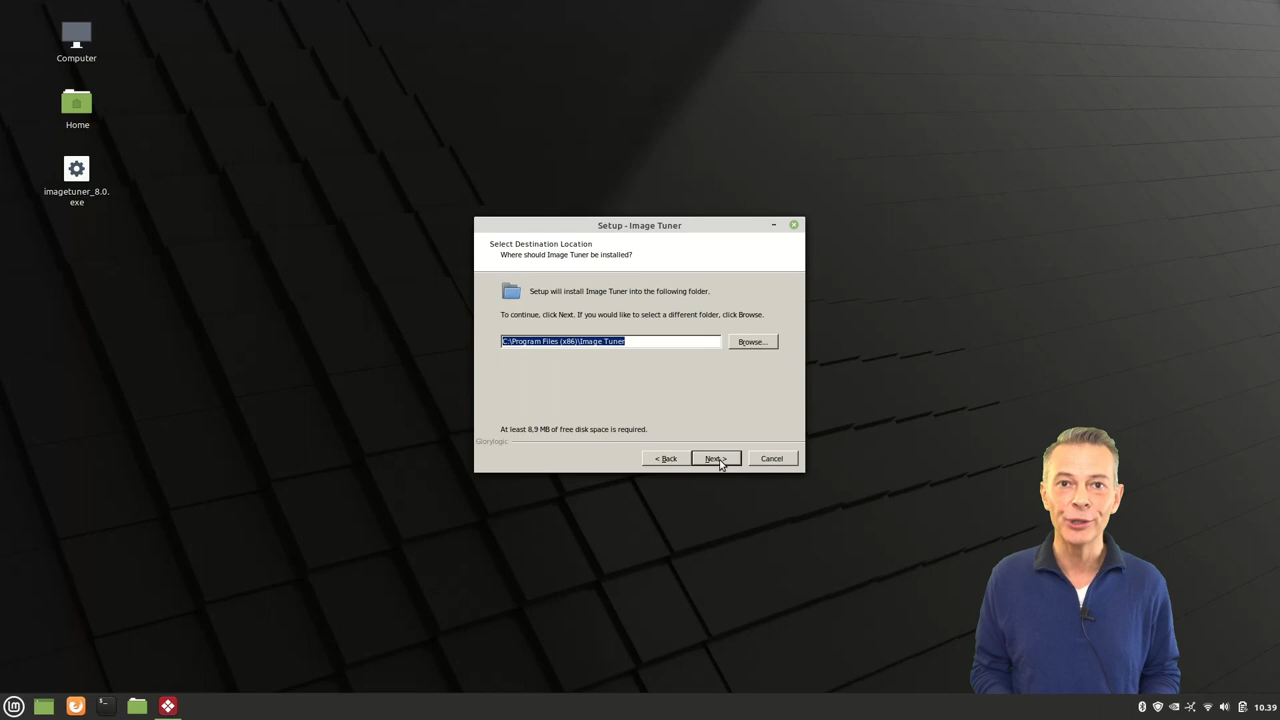 Computer
Home
imagetuner_8.0.
exe
Setup - Image Tuner
Select Destination Location
Where should Image Tuner be installed?
Setup will install Image Tuner into the following folder.
To continue, click Next. If you would like to select a different folder, click Browse.
C:\Program Files (x86)\Image Tuner
Browse...
At least 8,9 MB of free disk space is required.
Glorylogic
< Back
Next >
Cancel
10.39